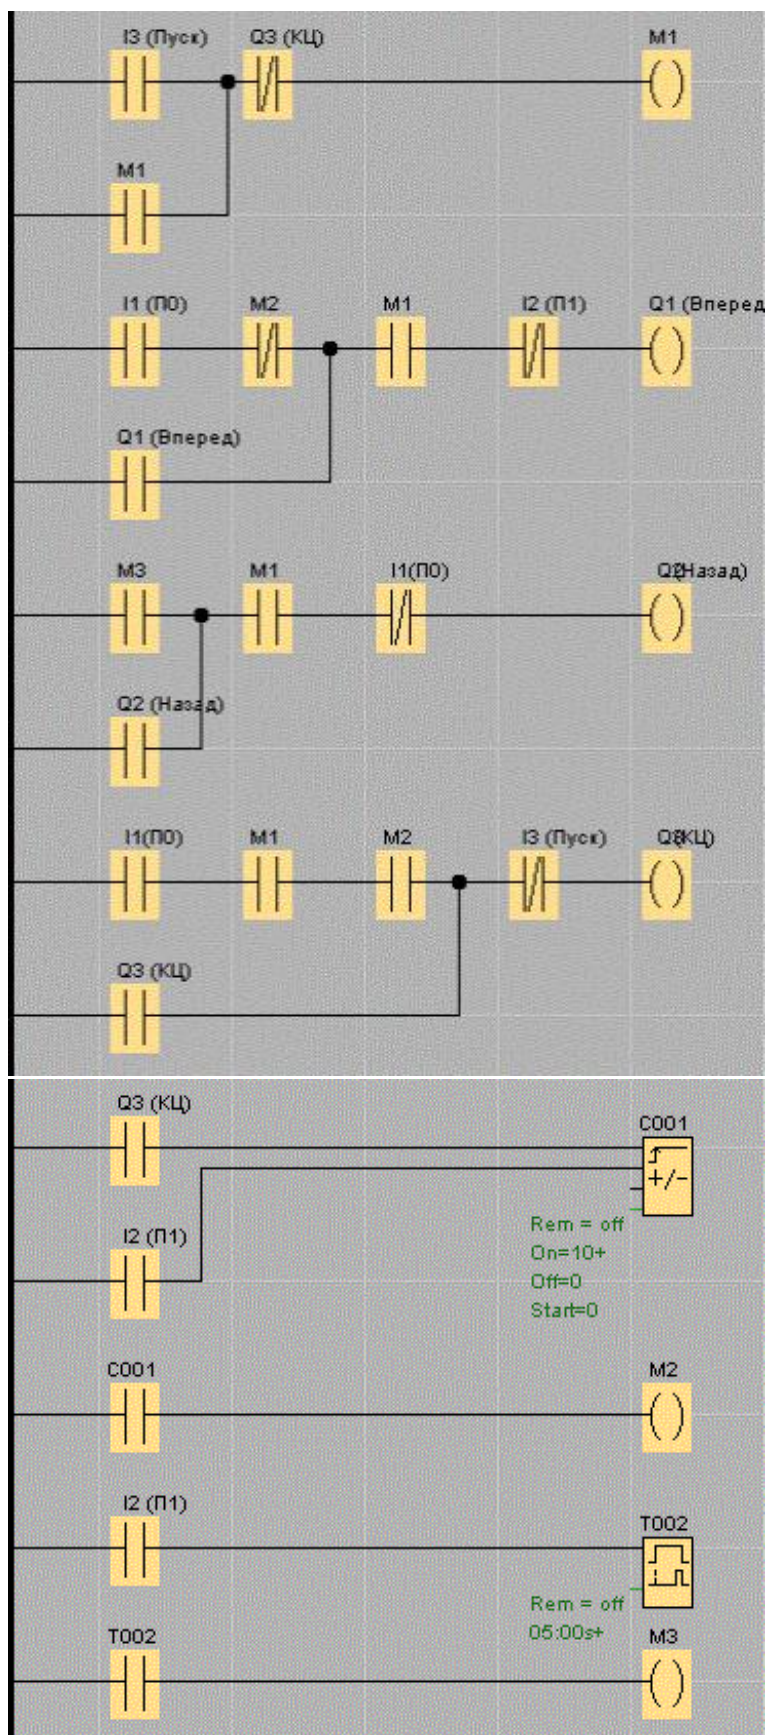 I3 (Пуск) Q3 (КЦ) M1
M1
I1 (П0) M2 M1 I2 (П1) Q1 (Вперед
Q1 (Вперед)
M3 M1 I1(П0) (Назад)
Q2 (Назад)
I1(П0) M1 M2 I3 (Пуск) (КЦ)
Q3 (КЦ)
Q3 (КЦ)
C001
+/-
I2 (П1)
Rem = off
On=10+
Off=0
Start=0
C001 M2
I2 (П1)
T002
Rem = off
05:00s+
T002 M3